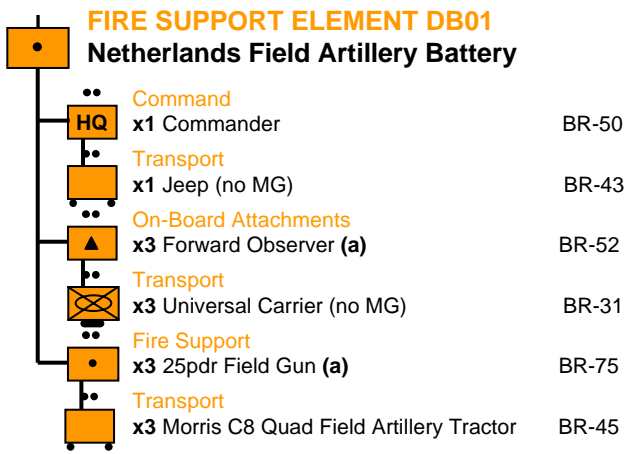 FIRE SUPPORT ELEMENT DB01
Netherlands Field Artillery Battery
Command
HQ x1 Commander BR-50
Transport
x1 Jeep (no MG) BR-43
On-Board Attachments
x3 Forward Observer (a) BR-52
Transport
x3 Universal Carrier (no MG) BR-31
Fire Support
x3 25pdr Field Gun (a) BR-75
Transport
x3 Morris C8 Quad Field Artillery Tractor BR-45